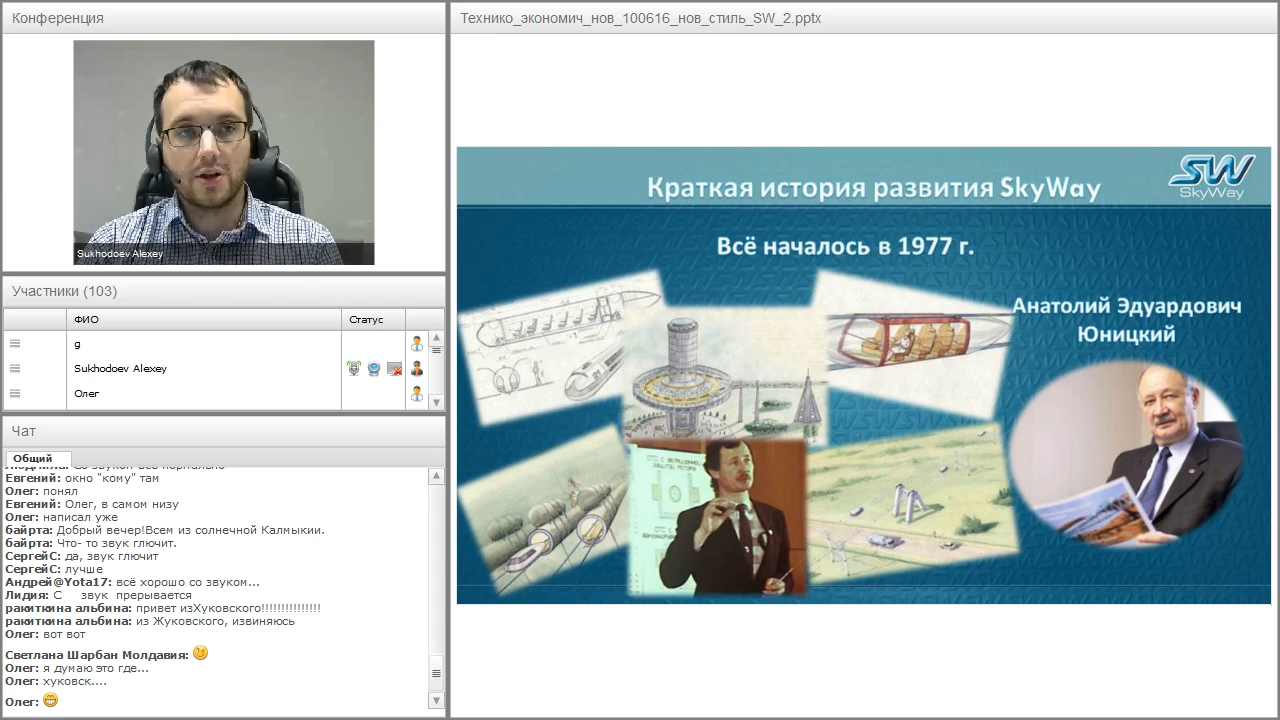 Конференция
Sukhodoev Alexey
Участники (103)
ФИО
Статус
g
Sukhodoev Alexey
Олег
Чат
Общий
Евгений: окно "кому" там
Олег: понял
Евгений: Олег, в самом низу
Олег: написал уже
байрта: Добрый вечер!Всем из солнечной Калмыкии.
байрта: Что- то звук глючит.
СергейС: да, звук глючит
СергейС: лучше
Андрей@Yota17: всё хорошо со звуком...
Лидия: С звук прерывается
ракиткина альбина: привет изХуковского!!!!!!!!!!!!!!!
ракиткина альбина: из Жуковского, извиняюсь
Олег: вот вот
Светлана Шарбан Молдавия:
Олег: я думаю это где...
Олег: хуковск....
Олег:
Технико_экономич_нов_100616_нов_стиль_SW_2.pptx
Краткая история развития SkyWay
SW
SkyWay
Всё началось в 1977 г.
Анатолий Эдуардович
Юницкий